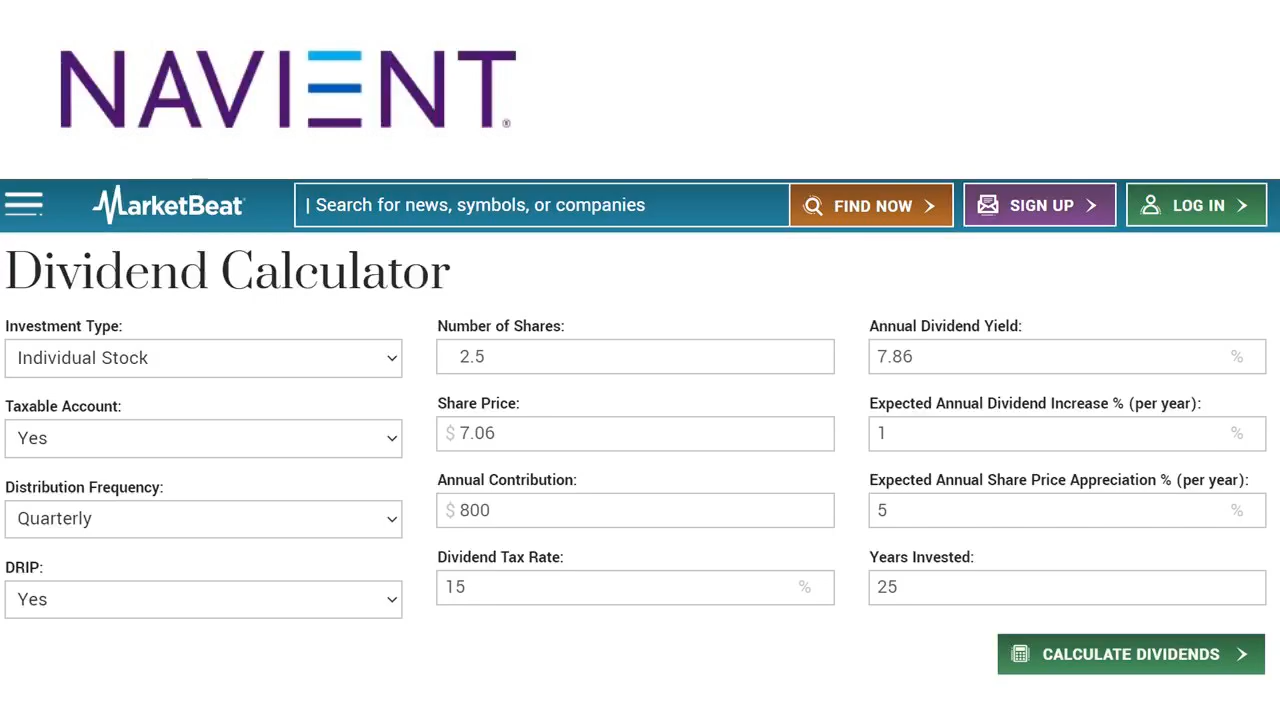 NAVIENT®
MarketBeat
| Search for news, symbols, or companies
FIND NOW
SIGN UP
LOG IN
Dividend Calculator
Investment Type:
Individual Stock
Taxable Account:
Yes
Distribution Frequency:
Quarterly
DRIP:
Yes
Number of Shares:
2.5
Share Price:
$ 7.06
Annual Contribution:
$ 800
Dividend Tax Rate:
15 %
Annual Dividend Yield:
7.86 %
Expected Annual Dividend Increase % (per year):
1 %
Expected Annual Share Price Appreciation % (per year):
5 %
Years Invested:
25
CALCULATE DIVIDENDS